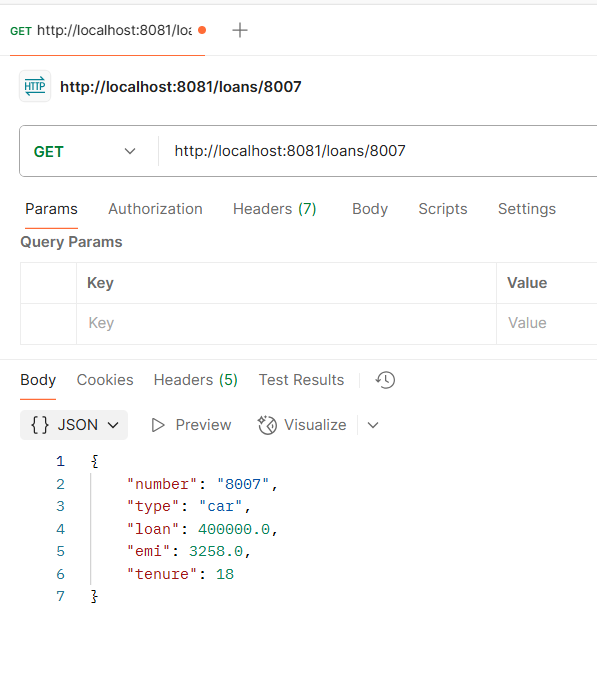 GET http://localhost:8081/loa
HTTP http://localhost:8081/loans/8007
GET http://localhost:8081/loans/8007
Params Authorization Headers (7) Body Scripts Settings
Query Params
Key Value
Key Value
Body Cookies Headers (5) Test Results
{} JSON Preview Visualize
1 {
2 "number": "8007",
3 "type": "car",
4 "loan": 400000.0,
5 "emi": 3258.0,
6 "tenure": 18
7 }